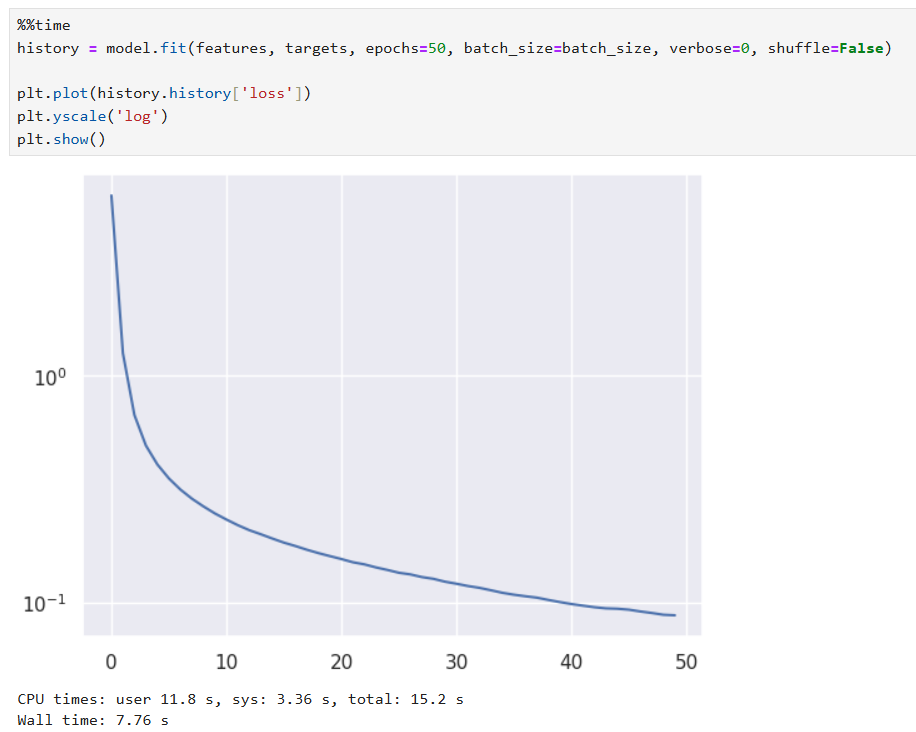 %%time
history = model.fit(features, targets, epochs=50, batch_size=batch_size, verbose=0, shuffle=False)
plt.plot(history.history['loss'])
plt.yscale('log')
plt.show()
10⁰
10⁻¹
0 10 20 30 40 50
CPU times: user 11.8 s, sys: 3.36 s, total: 15.2 s
Wall time: 7.76 s